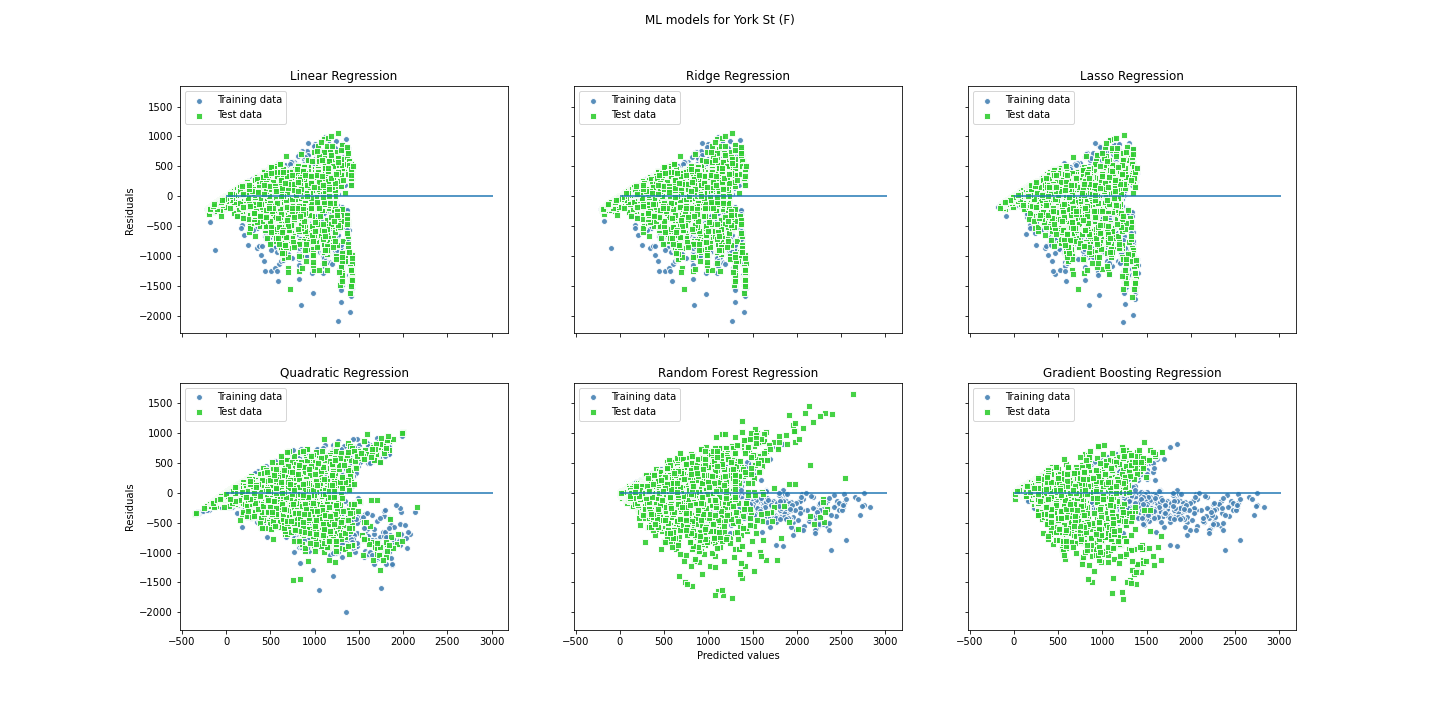 ML models for York St (F)
Linear Regression
Ridge Regression
Lasso Regression
Training data
Test data
Training data
Test data
Training data
Test data
1500
1000
500
0
−500
−1000
−1500
−2000
Residuals
Quadratic Regression
Random Forest Regression
Gradient Boosting Regression
Training data
Test data
Training data
Test data
Training data
Test data
1500
1000
500
0
−500
−1000
−1500
−2000
Residuals
−500 0 500 1000 1500 2000 2500 3000
−500 0 500 1000 1500 2000 2500 3000
−500 0 500 1000 1500 2000 2500 3000
Predicted values